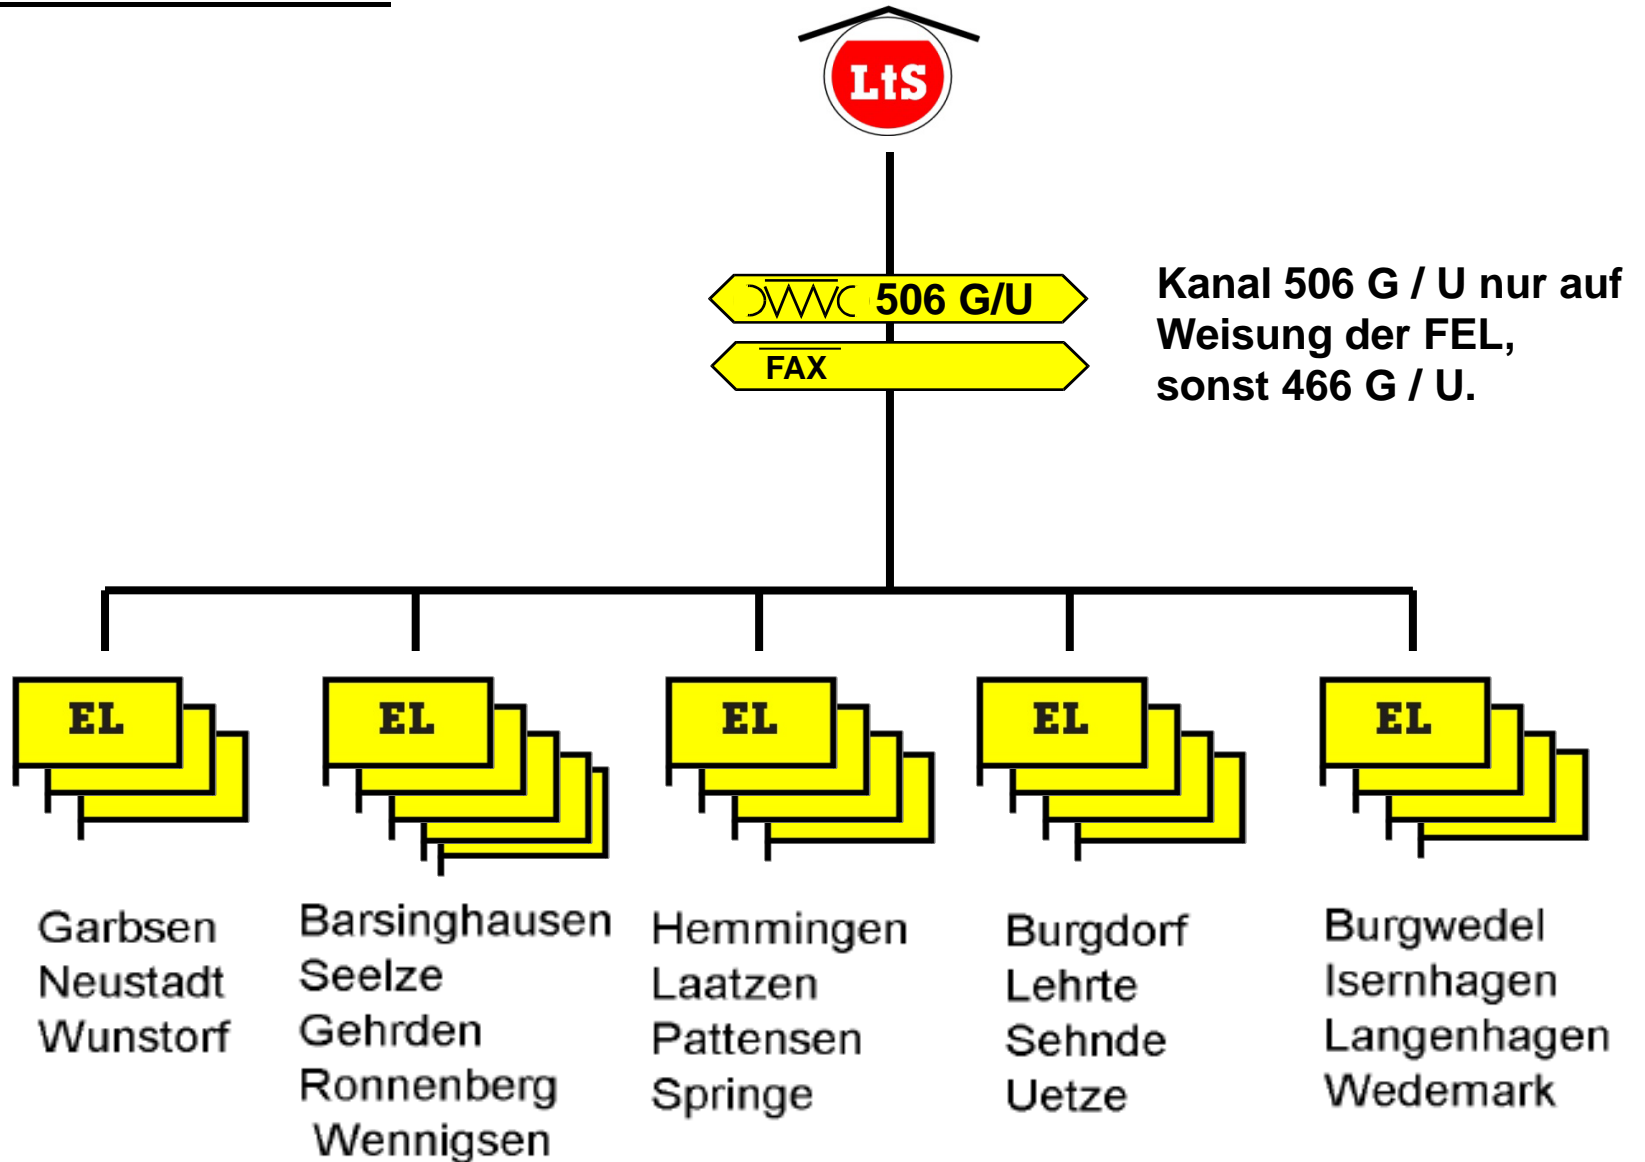 LtS
506 G/U
FAX
Kanal 506 G / U nur auf
Weisung der FEL,
sonst 466 G / U.
EL
EL
EL
EL
EL
Garbsen
Neustadt
Wunstorf
Barsinghausen
Seelze
Gehrden
Ronnenberg
Wennigsen
Hemmingen
Laatzen
Pattensen
Springe
Burgdorf
Lehrte
Sehnde
Uetze
Burgwedel
Isernhagen
Langenhagen
Wedemark